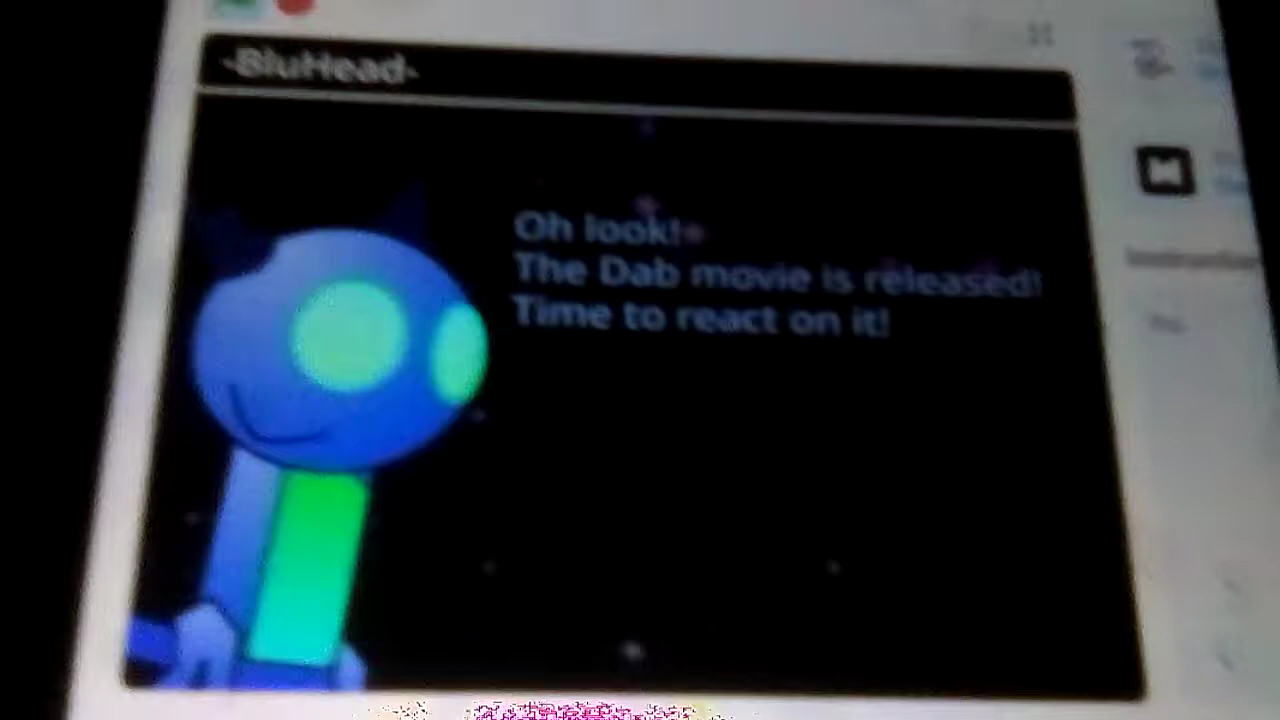 -BluHead-
Oh look!
The Dab movie is released!
Time to react on it!